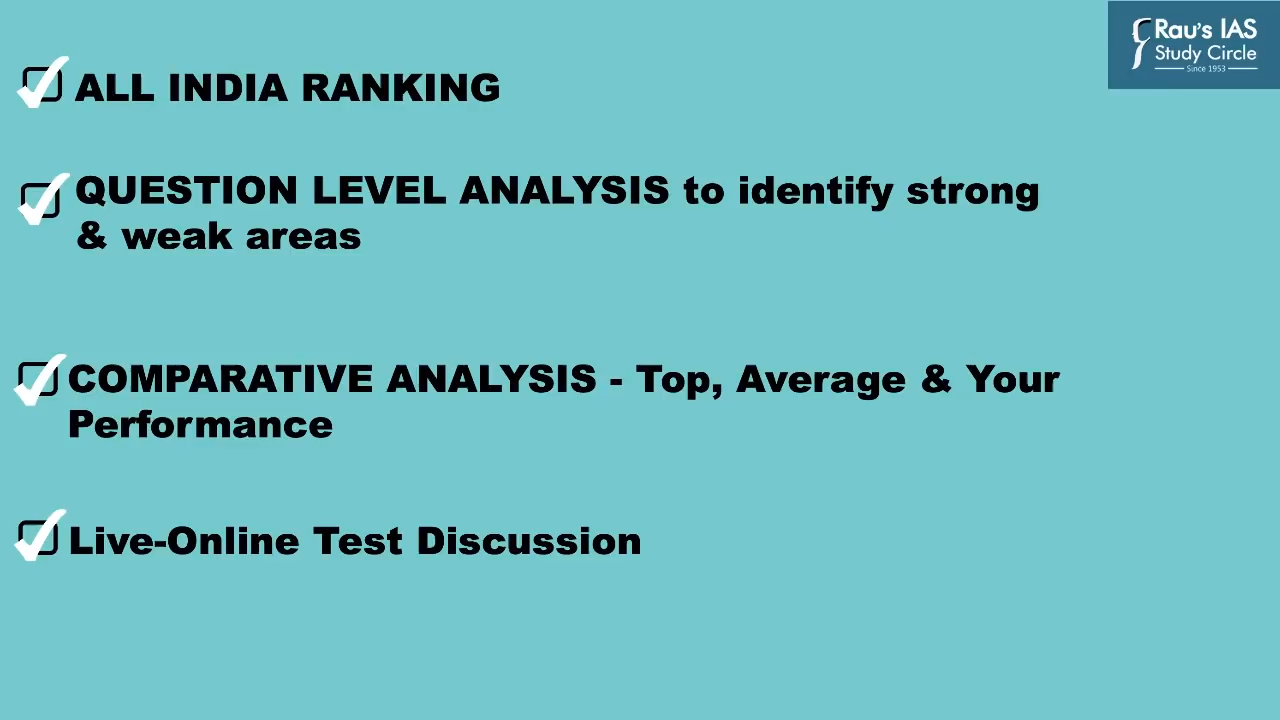 Rau's IAS
Study Circle
Since 1953
ALL INDIA RANKING
QUESTION LEVEL ANALYSIS to identify strong
& weak areas
COMPARATIVE ANALYSIS - Top, Average & Your
Performance
Live-Online Test Discussion